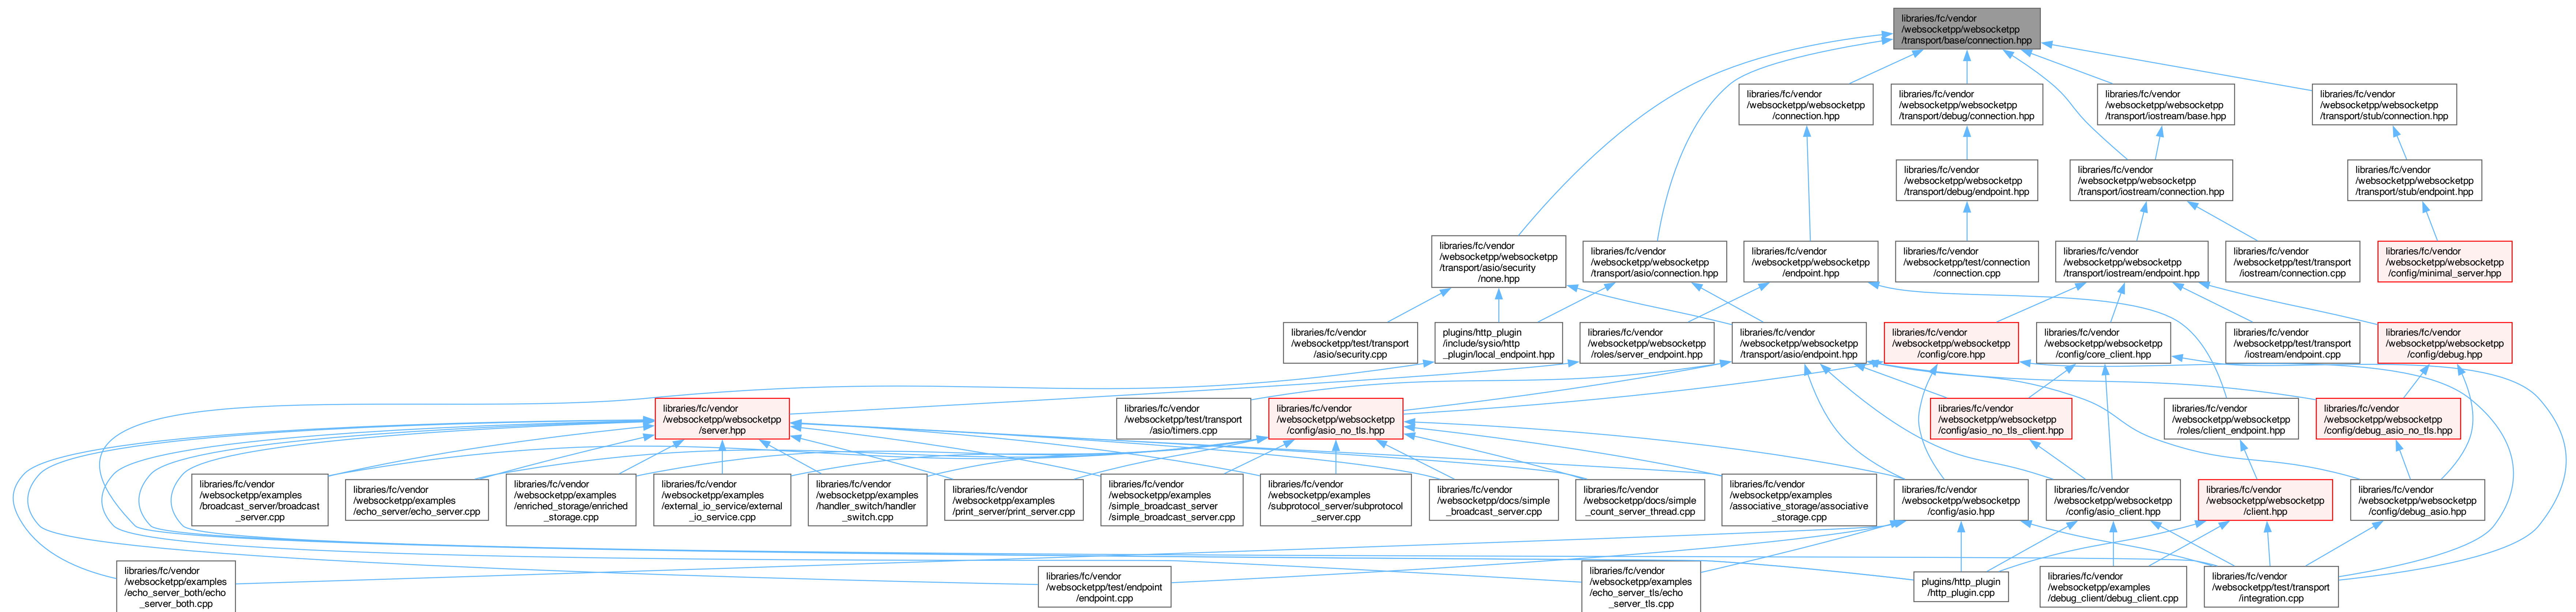 libraries/fc/vendor
/websocketpp/websocketpp
/transport/base/connection.hpp
libraries/fc/vendor
/websocketpp/websocketpp
/connection.hpp
libraries/fc/vendor
/websocketpp/websocketpp
/transport/debug/connection.hpp
libraries/fc/vendor
/websocketpp/websocketpp
/transport/iostream/base.hpp
libraries/fc/vendor
/websocketpp/websocketpp
/transport/stub/connection.hpp
libraries/fc/vendor
/websocketpp/websocketpp
/transport/debug/endpoint.hpp
libraries/fc/vendor
/websocketpp/websocketpp
/transport/iostream/connection.hpp
libraries/fc/vendor
/websocketpp/websocketpp
/transport/stub/endpoint.hpp
libraries/fc/vendor
/websocketpp/websocketpp
/transport/asio/security
/none.hpp
libraries/fc/vendor
/websocketpp/websocketpp
/transport/asio/connection.hpp
libraries/fc/vendor
/websocketpp/websocketpp
/endpoint.hpp
libraries/fc/vendor
/websocketpp/test/connection
/connection.cpp
libraries/fc/vendor
/websocketpp/websocketpp
/transport/iostream/endpoint.hpp
libraries/fc/vendor
/websocketpp/test/transport
/iostream/connection.cpp
libraries/fc/vendor
/websocketpp/websocketpp
/config/minimal_server.hpp
libraries/fc/vendor
/websocketpp/test/transport
/asio/security.cpp
plugins/http_plugin
/include/sysio/http
_plugin/local_endpoint.hpp
libraries/fc/vendor
/websocketpp/websocketpp
/roles/server_endpoint.hpp
libraries/fc/vendor
/websocketpp/websocketpp
/transport/asio/endpoint.hpp
libraries/fc/vendor
/websocketpp/websocketpp
/config/core.hpp
libraries/fc/vendor
/websocketpp/websocketpp
/config/core_client.hpp
libraries/fc/vendor
/websocketpp/test/transport
/iostream/endpoint.cpp
libraries/fc/vendor
/websocketpp/websocketpp
/config/debug.hpp
libraries/fc/vendor
/websocketpp/websocketpp
/server.hpp
libraries/fc/vendor
/websocketpp/test/transport
/asio/timers.cpp
libraries/fc/vendor
/websocketpp/websocketpp
/config/asio_no_tls.hpp
libraries/fc/vendor
/websocketpp/websocketpp
/config/asio_no_tls_client.hpp
libraries/fc/vendor
/websocketpp/websocketpp
/roles/client_endpoint.hpp
libraries/fc/vendor
/websocketpp/websocketpp
/config/debug_asio_no_tls.hpp
libraries/fc/vendor
/websocketpp/examples
/broadcast_server/broadcast
_server.cpp
libraries/fc/vendor
/websocketpp/examples
/echo_server/echo_server.cpp
libraries/fc/vendor
/websocketpp/examples
/enriched_storage/enriched
_storage.cpp
libraries/fc/vendor
/websocketpp/examples
/external_io_service/external
_io_service.cpp
libraries/fc/vendor
/websocketpp/examples
/handler_switch/handler
_switch.cpp
libraries/fc/vendor
/websocketpp/examples
/print_server/print_server.cpp
libraries/fc/vendor
/websocketpp/examples
/simple_broadcast_server
/simple_broadcast_server.cpp
libraries/fc/vendor
/websocketpp/examples
/subprotocol_server/subprotocol
_server.cpp
libraries/fc/vendor
/websocketpp/docs/simple
_broadcast_server.cpp
libraries/fc/vendor
/websocketpp/docs/simple
_count_server_thread.cpp
libraries/fc/vendor
/websocketpp/examples
/associative_storage/associative
_storage.cpp
libraries/fc/vendor
/websocketpp/websocketpp
/config/asio.hpp
libraries/fc/vendor
/websocketpp/websocketpp
/config/asio_client.hpp
libraries/fc/vendor
/websocketpp/websocketpp
/client.hpp
libraries/fc/vendor
/websocketpp/websocketpp
/config/debug_asio.hpp
libraries/fc/vendor
/websocketpp/examples
/echo_server_both/echo
_server_both.cpp
libraries/fc/vendor
/websocketpp/test/endpoint
/endpoint.cpp
libraries/fc/vendor
/websocketpp/examples
/echo_server_tls/echo
_server_tls.cpp
plugins/http_plugin
/http_plugin.cpp
libraries/fc/vendor
/websocketpp/examples
/debug_client/debug_client.cpp
libraries/fc/vendor
/websocketpp/test/transport
/integration.cpp